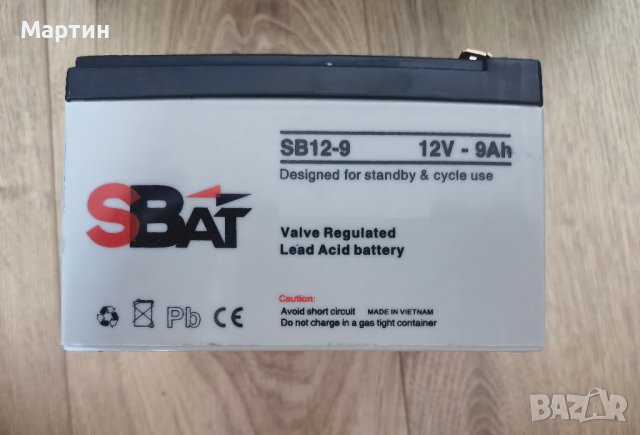 Мартин
SBAT
SB12-9 12V - 9Ah
Designed for standby & cycle use
Valve Regulated
Lead Acid battery
Caution:
Avoid short circuit MADE IN VIETNAM
Do not charge in a gas tight container
Pb CE
BAZAR